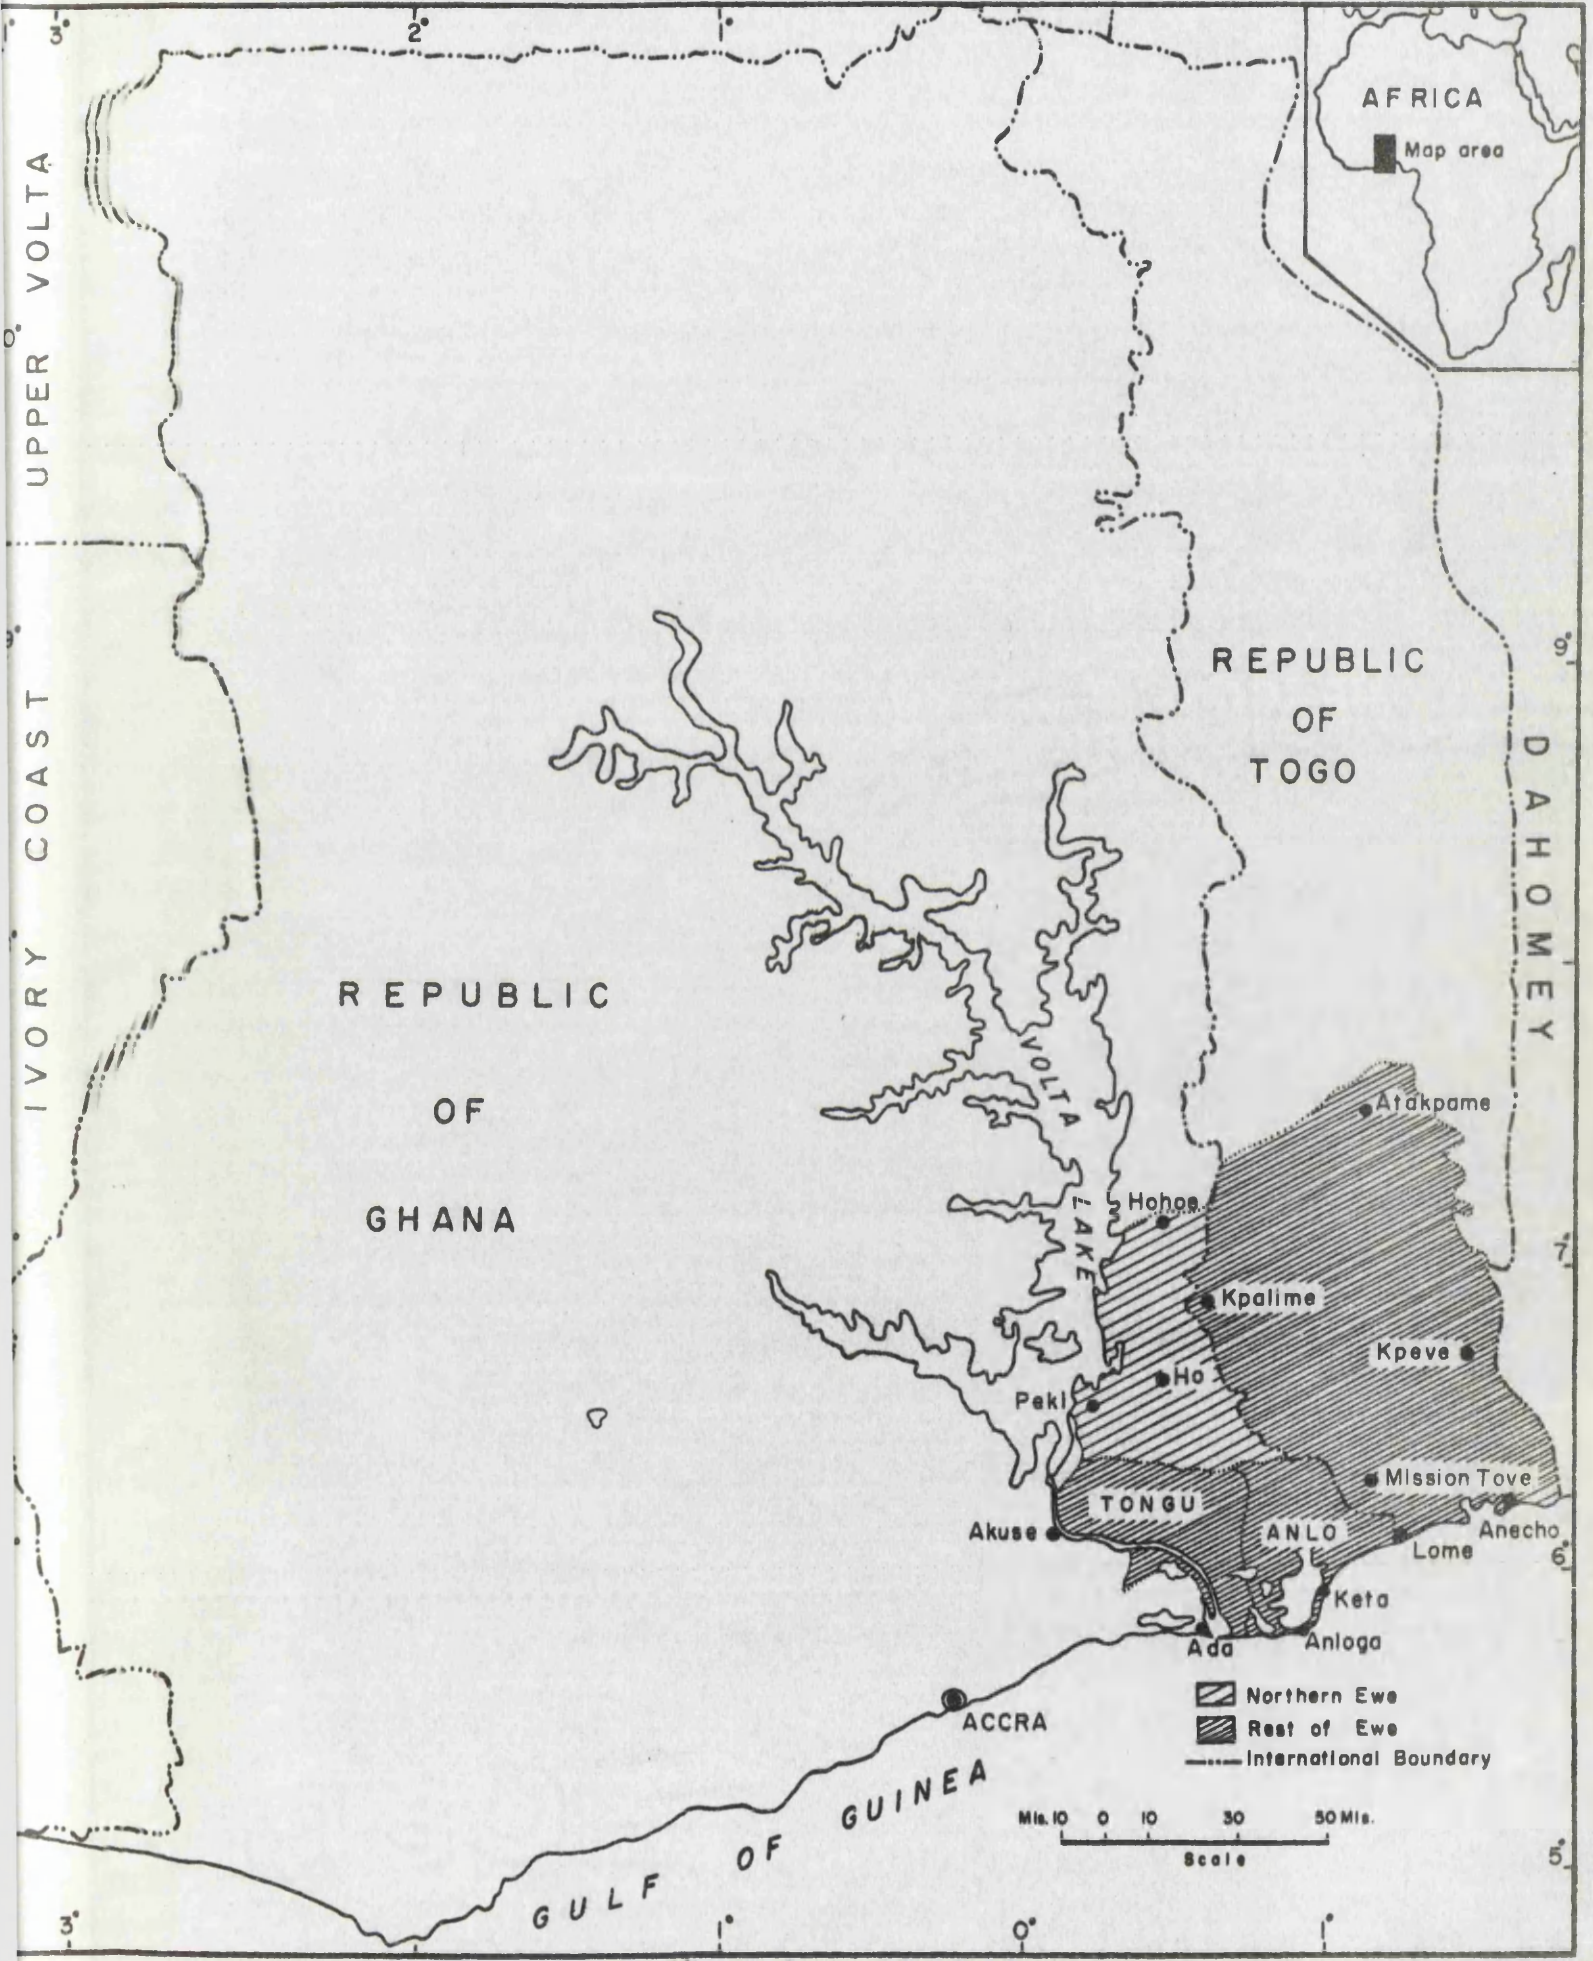 3°
2°
1°
AFRICA
Map area
UPPER VOLTA
0°
9°
9°
REPUBLIC
OF
TOGO
IVORY COAST
DAHOMEY
REPUBLIC
OF
GHANA
VOLTA
LAKE
Atakpame
Hohoe
7°
Kpalime
Kpeve
Ho
Peki
Mission Tove
TONGU
Akuse
ANLO
Anecho
Lome
6°
Keta
Ada
Anloga
Northern Ewe
Rest of Ewe
International Boundary
ACCRA
GULF OF GUINEA
Mls. 10 0 10 30 50 Mls.
Scale
5°
3°
1°
0°
1°